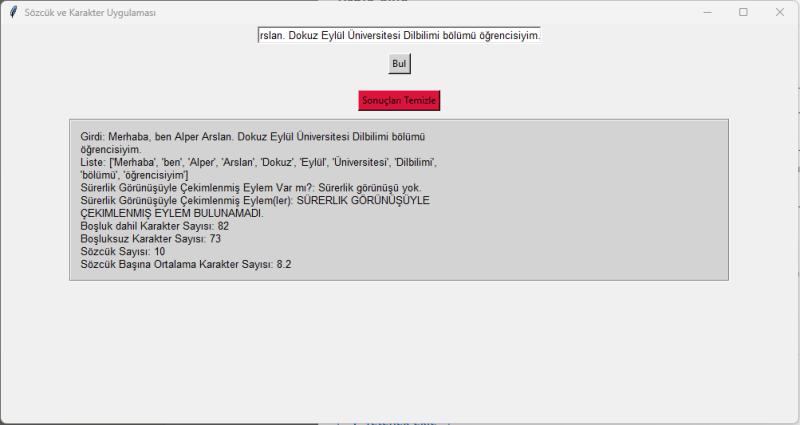 Sözcük ve Karakter Uygulaması
rslan. Dokuz Eylül Üniversitesi Dilbilimi bölümü öğrencisiyim.
Bul
Sonuçları Temizle
Girdi: Merhaba, ben Alper Arslan. Dokuz Eylül Üniversitesi Dilbilimi bölümü
öğrencisiyim.
Liste: ['Merhaba', 'ben', 'Alper', 'Arslan', 'Dokuz', 'Eylül', 'Üniversitesi', 'Dilbilimi',
'bölümü', 'öğrencisiyim']
Sürerlik Görünüşüyle Çekimlenmiş Eylem Var mı?: Sürerlik görünüşü yok.
Sürerlik Görünüşüyle Çekimlenmiş Eylem(ler): SÜRERLIK GÖRÜNÜŞÜYLE
ÇEKIMLENMIŞ EYLEM BULUNAMADI.
Boşluk dahil Karakter Sayısı: 82
Boşluksuz Karakter Sayısı: 73
Sözcük Sayısı: 10
Sözcük Başına Ortalama Karakter Sayısı: 8.2